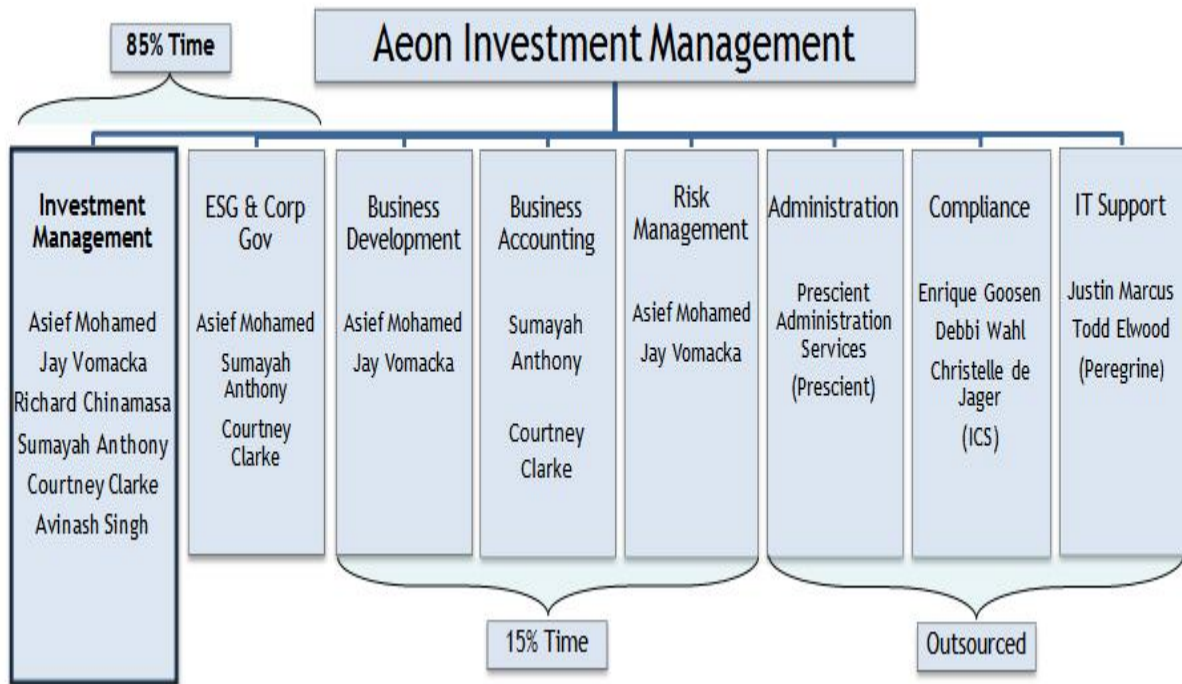 85% Time
Aeon Investment Management
Investment
Management
Asief Mohamed
Jay Vomacka
Richard Chinamasa
Sumayah Anthony
Courtney Clarke
Avinash Singh
ESG & Corp
Gov
Asief Mohamed
Sumayah
Anthony
Courtney
Clarke
Business
Development
Asief Mohamed
Jay Vomacka
Business
Accounting
Sumayah
Anthony
Courtney
Clarke
Risk
Management
Asief Mohamed
Jay Vomacka
Administration
Prescient
Administration
Services
(Prescient)
Compliance
Enrique Goosen
Debbi Wahl
Christelle de
Jager
(ICS)
IT Support
Justin Marcus
Todd Elwood
(Peregrine)
15% Time
Outsourced